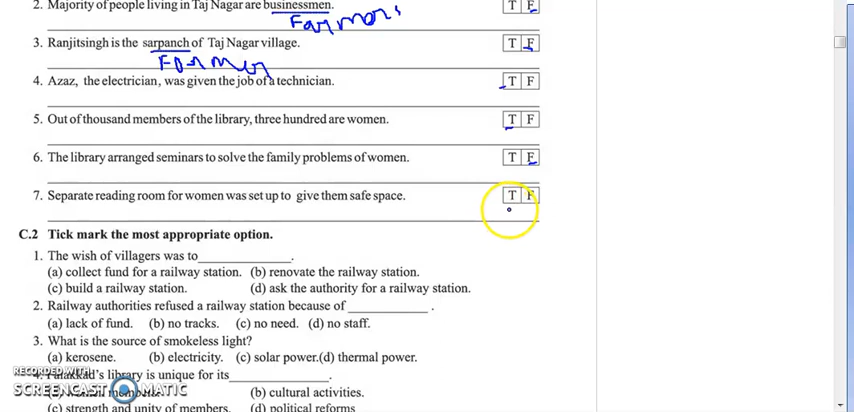 2. Majority of people living in Taj Nagar are businessmen. T F
Farmers
3. Ranjitsingh is the sarpanch of Taj Nagar village. T F
Farmer
4. Azaz, the electrician, was given the job of a technician. T F
5. Out of thousand members of the library, three hundred are women. T F
6. The library arranged seminars to solve the family problems of women. T F
7. Separate reading room for women was set up to give them safe space. T F
C.2 Tick mark the most appropriate option.
1. The wish of villagers was to____________.
(a) collect fund for a railway station. (b) renovate the railway station.
(c) build a railway station. (d) ask the authority for a railway station.
2. Railway authorities refused a railway station because of ____________ .
(a) lack of fund. (b) no tracks. (c) no need. (d) no staff.
3. What is the source of smokeless light?
(a) kerosene. (b) electricity. (c) solar power.(d) thermal power.
4. Palakkad's library is unique for its____________.
(b) cultural activities.
(c) strength and unity of members. (d) political reforms
RECORDED WITH
SCREENCAST MATIC